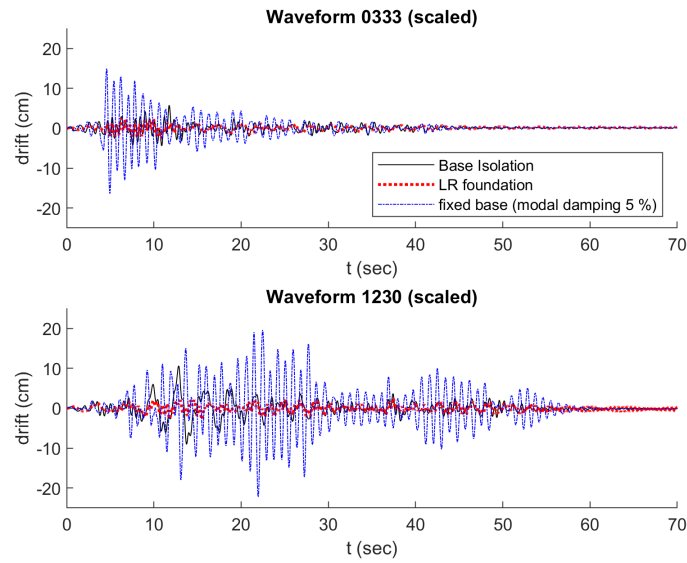 Waveform 0333 (scaled)
20
10
0
-10
-20
drift (cm)
Base Isolation
LR foundation
fixed base (modal damping 5 %)
0 10 20 30 40 50 60 70
t (sec)
Waveform 1230 (scaled)
20
10
0
-10
-20
drift (cm)
0 10 20 30 40 50 60 70
t (sec)